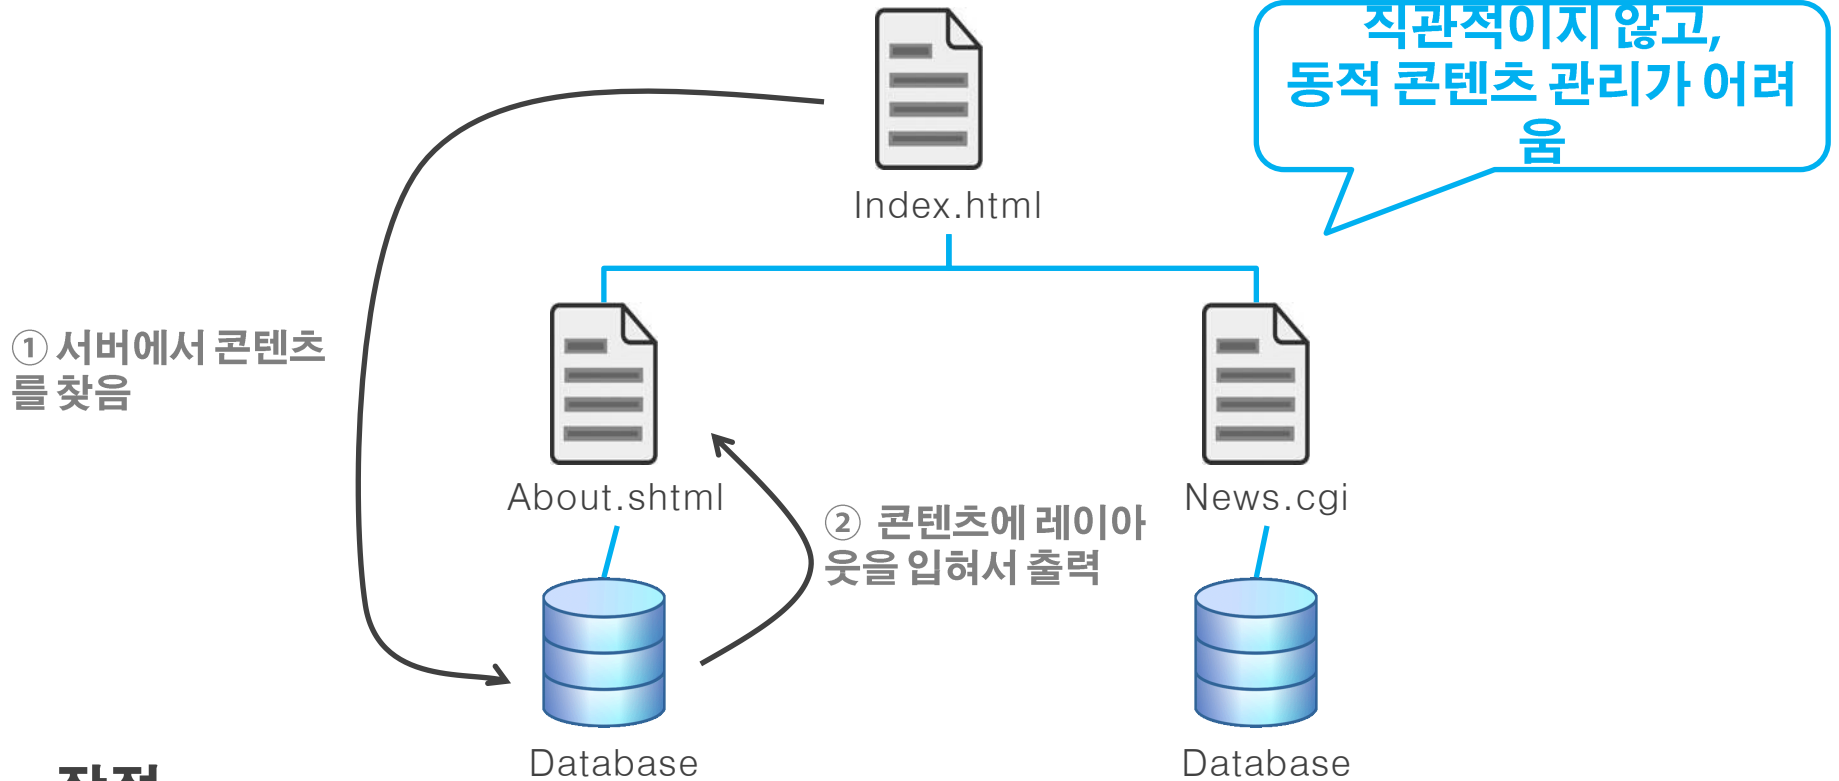 직관적이지 않고,
동적 콘텐츠 관리가 어려
움
Index.html
① 서버에서 콘텐츠
를 찾음
About.shtml
News.cgi
② 콘텐츠에 레이아
웃을 입혀서 출력
Database
Database